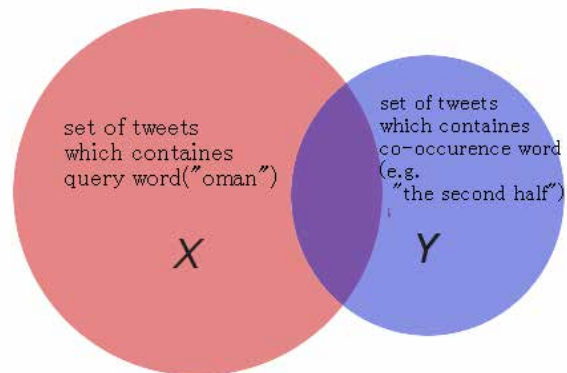 set of tweets
which containes
query word("oman")
X
set of tweets
which containes
co-occurence word
(e.g.
"the second half")
Y